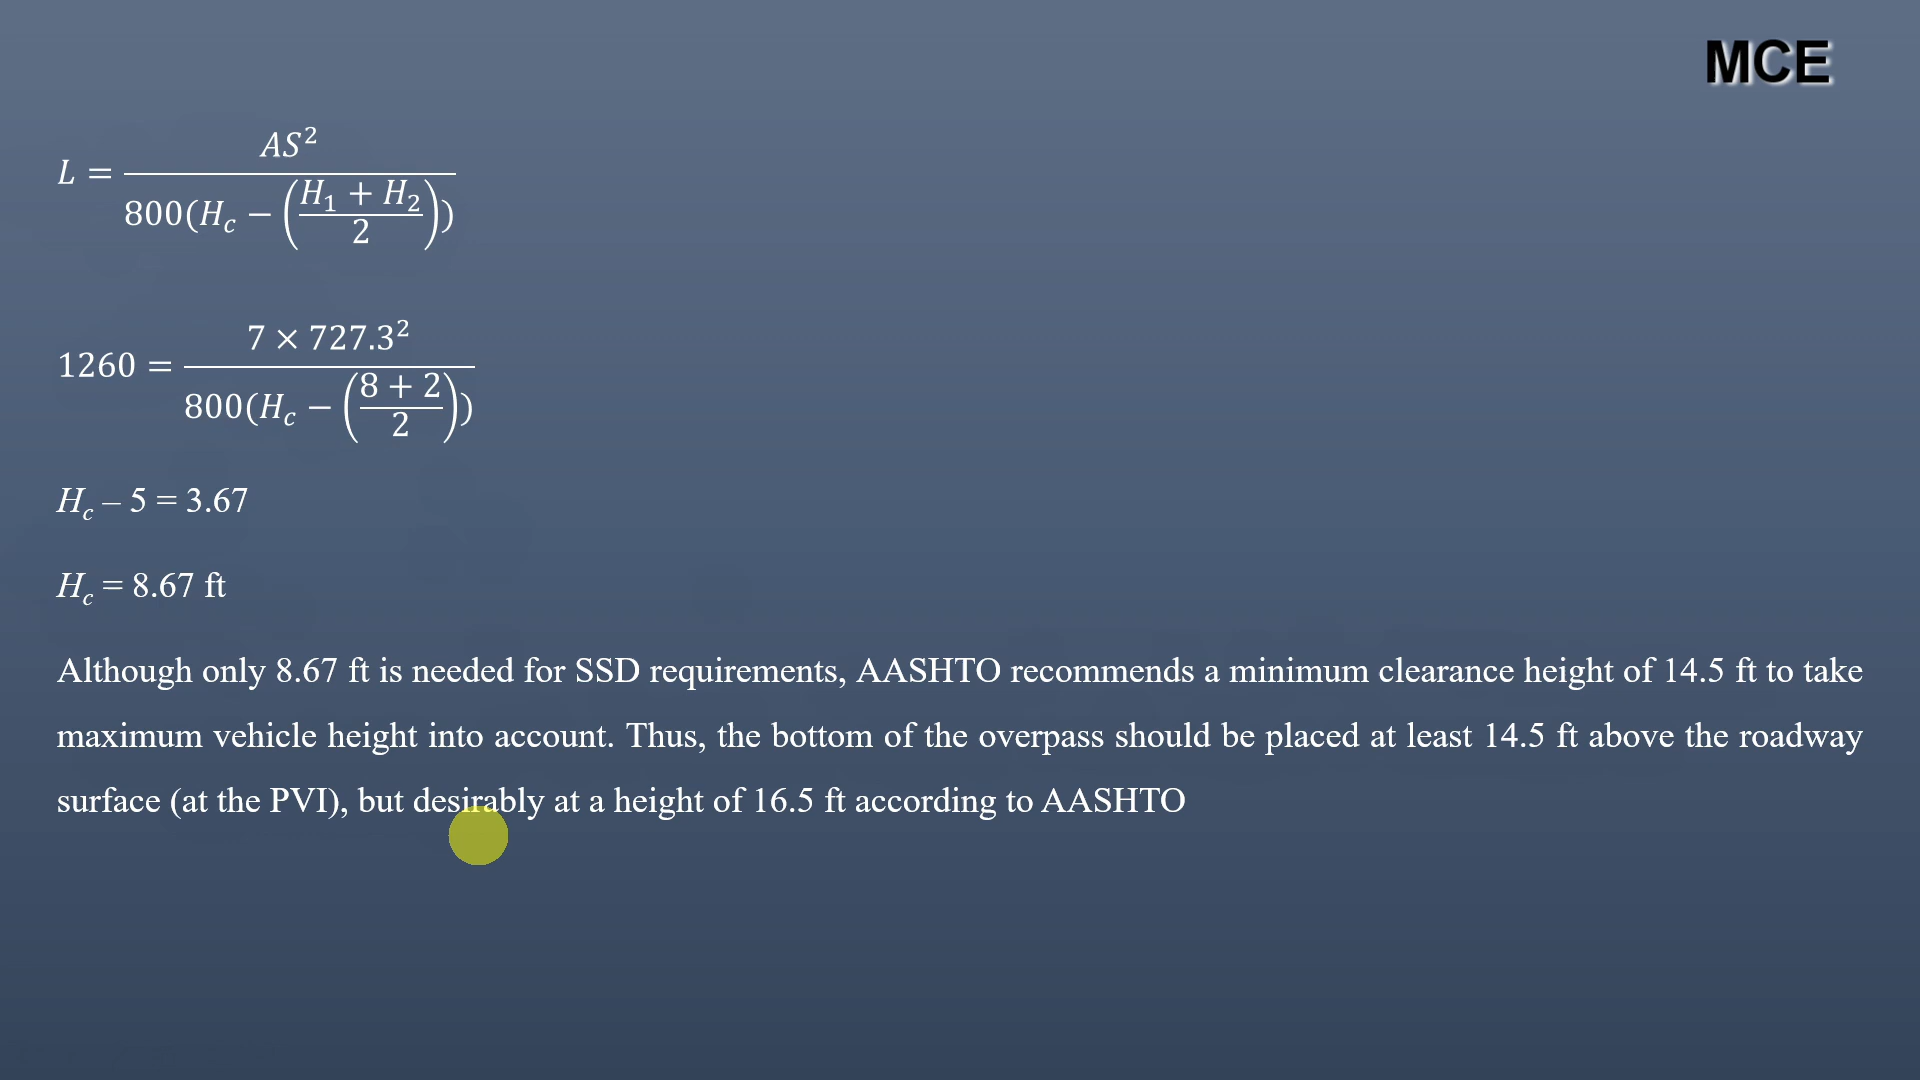 MCE
L = AS² / 800(H_c − ((H₁ + H₂) / 2))
1260 = 7 × 727.3² / 800(H_c − ((8 + 2) / 2))
H_c – 5 = 3.67
H_c = 8.67 ft
Although only 8.67 ft is needed for SSD requirements, AASHTO recommends a minimum clearance height of 14.5 ft to take
maximum vehicle height into account. Thus, the bottom of the overpass should be placed at least 14.5 ft above the roadway
surface (at the PVI), but desirably at a height of 16.5 ft according to AASHTO